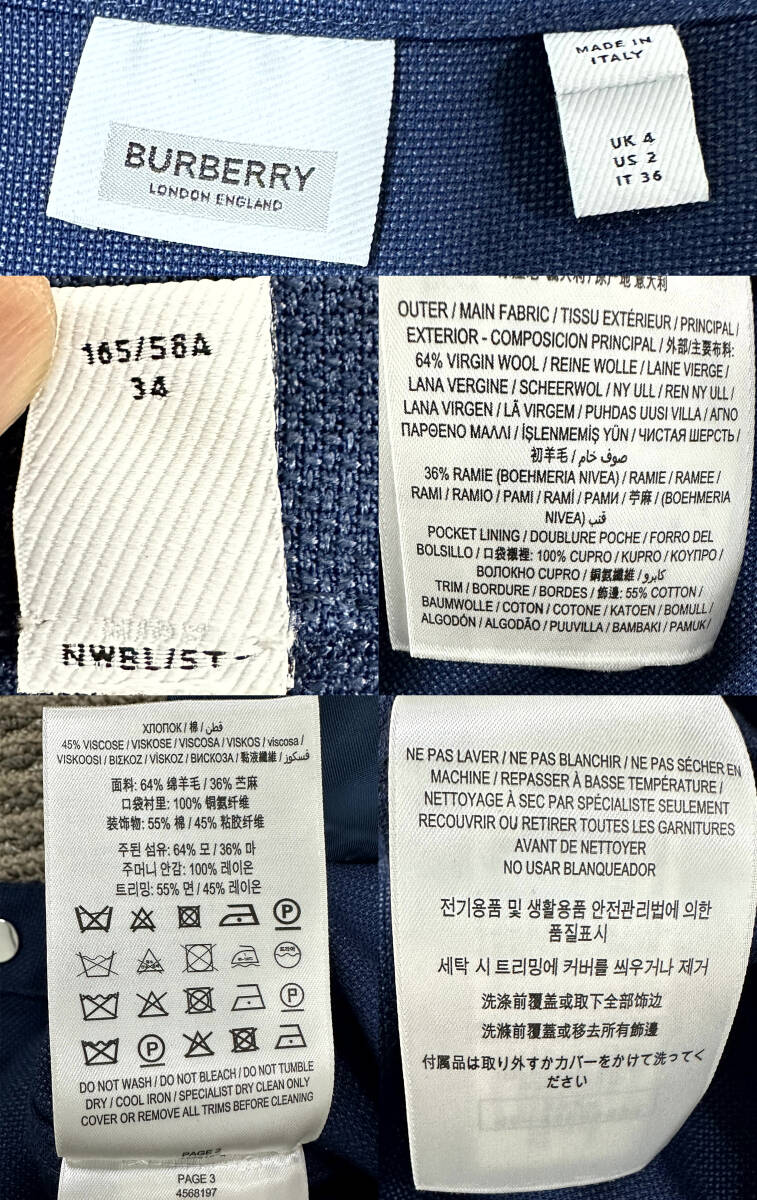 BURBERRY
LONDON ENGLAND
MADE IN
ITALY
UK 4
US 2
IT 36
165/58A
34
NWBL/ST
OUTER / MAIN FABRIC / TISSU EXTÉRIEUR / PRINCIPAL /
EXTERIOR - COMPOSICION PRINCIPAL / 外部/主要布料:
64% VIRGIN WOOL / REINE WOLLE / LAINE VIERGE /
LANA VERGINE / SCHEERWOL / NY ULL / REN NY ULL /
LANA VIRGEN / LÃ VIRGEM / PUHDAS UUSI VILLA / ΑΓΝΟ
ΠΑΡΘΕΝΟ ΜΑΛΛΙ / İŞLENMEMİŞ YÜN / ЧИСТАЯ ШЕРСТЬ /
初羊毛 / صوف خام /
36% RAMIE (BOEHMERIA NIVEA) / RAMIE / RAMEE /
RAMI / RAMIO / ΡΑΜΙ / RAMÍ / РАМИ / 苧麻 / (BOEHMERIA
NIVEA) قنب
POCKET LINING / DOUBLURE POCHE / FORRO DEL
BOLSILLO / 口袋襯裡: 100% CUPRO / KUPRO / ΚΟΥΠΡΟ /
ВОЛОКНО CUPRO / 銅氨纖維 / كابرو /
TRIM / BORDURE / BORDES / 飾邊: 55% COTTON /
BAUMWOLLE / COTON / COTONE / KATOEN / BOMULL /
ALGODÓN / ALGODÃO / PUUVILLA / ΒΑΜΒΑΚΙ / PAMUK /
ХЛОПОК / 棉 / قطن /
45% VISCOSE / VISKOSE / VISCOSA / VISKOS / viscosa /
VISKOOSI / ΒΙΣΚΟΖ / VİSKOZ / ВИСКОЗА / 黏液纖維 / فسكوز /
面料: 64% 绵羊毛 / 36% 苎麻
口袋衬里: 100% 铜氨纤维
装饰物: 55% 棉 / 45% 粘胶纤维
주된 섬유: 64% 모 / 36% 마
주머니 안감: 100% 레이온
트리밍: 55% 면 / 45% 레이온
P
드라이
P
P
DO NOT WASH / DO NOT BLEACH / DO NOT TUMBLE
DRY / COOL IRON / SPECIALIST DRY CLEAN ONLY
COVER OR REMOVE ALL TRIMS BEFORE CLEANING
PAGE 2
PAGE 3
4568197
NE PAS LAVER / NE PAS BLANCHIR / NE PAS SÉCHER EN
MACHINE / REPASSER À BASSE TEMPÉRATURE /
NETTOYAGE À SEC PAR SPÉCIALISTE SEULEMENT
RECOUVRIR OU RETIRER TOUTES LES GARNITURES
AVANT DE NETTOYER
NO USAR BLANQUEADOR
전기용품 및 생활용품 안전관리법에 의한
품질표시
세탁 시 트리밍에 커버를 씌우거나 제거
洗涤前覆盖或取下全部饰边
洗滌前覆蓋或移去所有飾邊
付属品は取り外すかカバーをかけて洗ってく
ださい